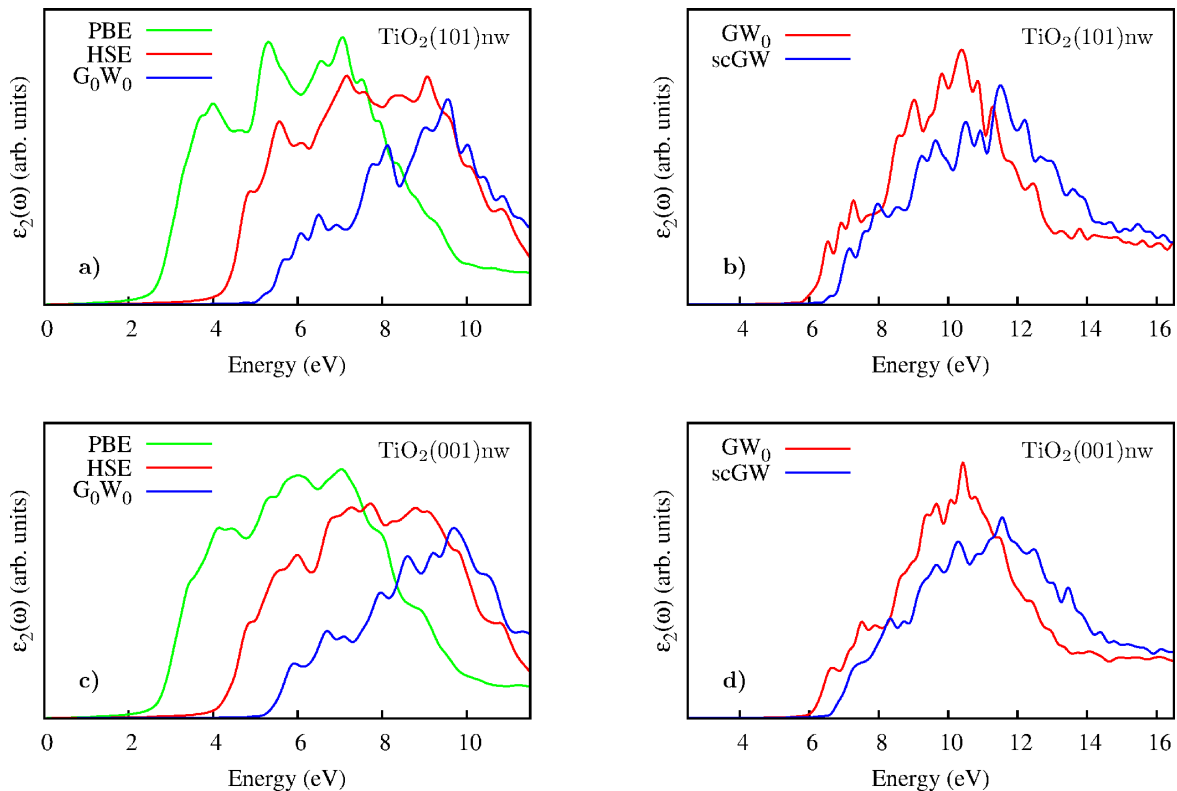 PBE
HSE
G₀W₀
TiO₂(101)nw
ε₂(ω) (arb. units)
a)
0 2 4 6 8 10
Energy (eV)
GW₀
scGW
TiO₂(101)nw
ε₂(ω) (arb. units)
b)
4 6 8 10 12 14 16
Energy (eV)
PBE
HSE
G₀W₀
TiO₂(001)nw
ε₂(ω) (arb. units)
c)
0 2 4 6 8 10
Energy (eV)
GW₀
scGW
TiO₂(001)nw
ε₂(ω) (arb. units)
d)
4 6 8 10 12 14 16
Energy (eV)